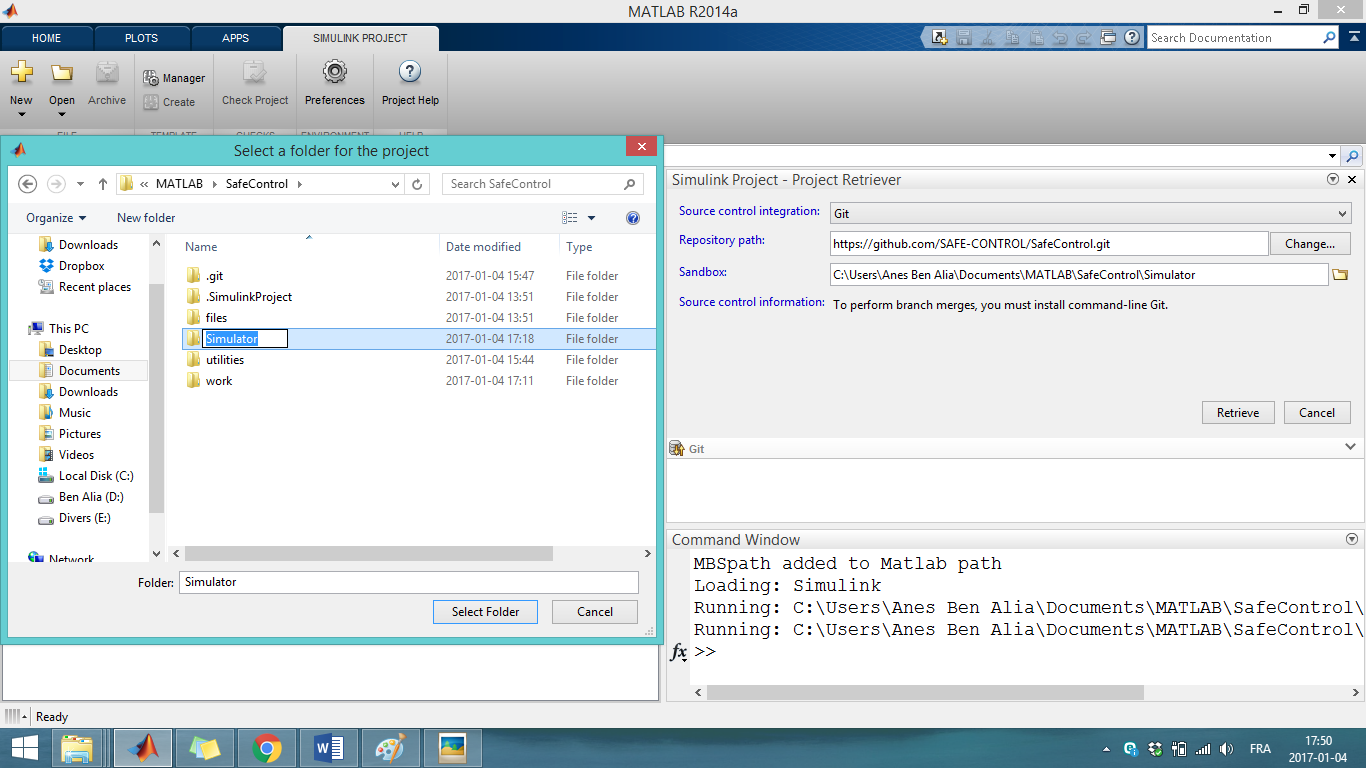 MATLAB R2014a
HOME PLOTS APPS SIMULINK PROJECT
Search Documentation
New Open Archive
Manager
Create
Check Project
Preferences
Project Help
FILE TEMPLATE CHECKS ENVIRONMENT HELP
Select a folder for the project
« MATLAB SafeControl
Search SafeControl
Organize New folder
Downloads
Dropbox
Recent places
This PC
Desktop
Documents
Downloads
Music
Pictures
Videos
Local Disk (C:)
Ben Alia (D:)
Divers (E:)
Network
Name Date modified Type
.git 2017-01-04 15:47 File folder
.SimulinkProject 2017-01-04 13:51 File folder
files 2017-01-04 13:51 File folder
Simulator 2017-01-04 17:18 File folder
utilities 2017-01-04 15:44 File folder
work 2017-01-04 17:11 File folder
Folder: Simulator
Select Folder Cancel
Simulink Project - Project Retriever
Source control integration: Git
Repository path: https://github.com/SAFE-CONTROL/SafeControl.git Change...
Sandbox: C:\Users\Anes Ben Alia\Documents\MATLAB\SafeControl\Simulator
Source control information: To perform branch merges, you must install command-line Git.
Retrieve Cancel
Git
Command Window
MBSpath added to Matlab path
Loading: Simulink
Running: C:\Users\Anes Ben Alia\Documents\MATLAB\SafeControl\
Running: C:\Users\Anes Ben Alia\Documents\MATLAB\SafeControl\
fx >>
Ready
FRA
17:50
2017-01-04